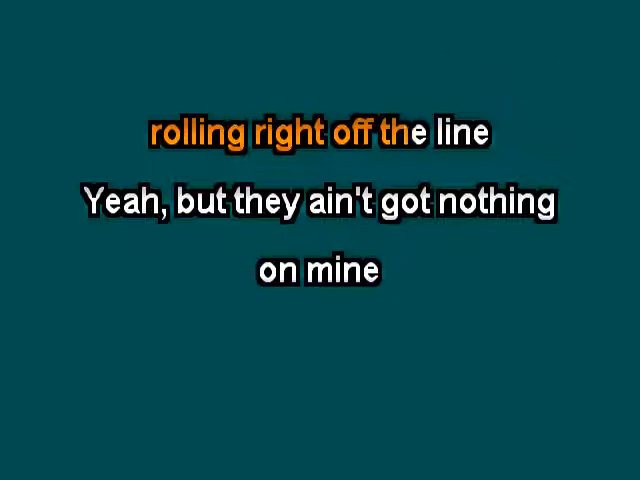 rolling right off the line
Yeah, but they ain't got nothing
on mine